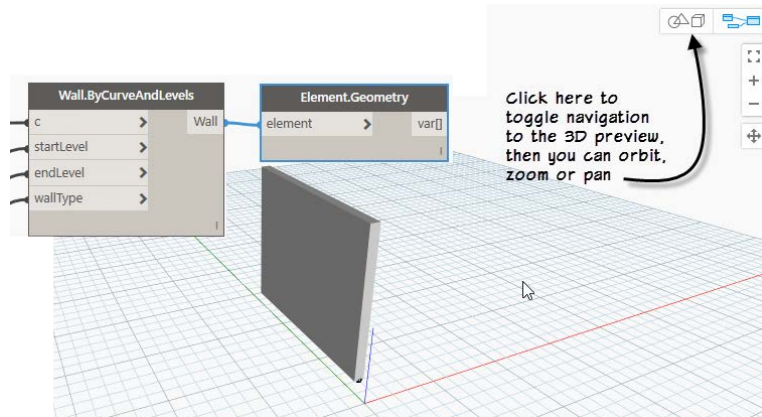 Wall.ByCurveAndLevels
c > Wall
startLevel >
endLevel >
wallType >
l
Element.Geometry
element > var[]
l
Click here to
toggle navigation
to the 3D preview,
then you can orbit,
zoom or pan
+
−